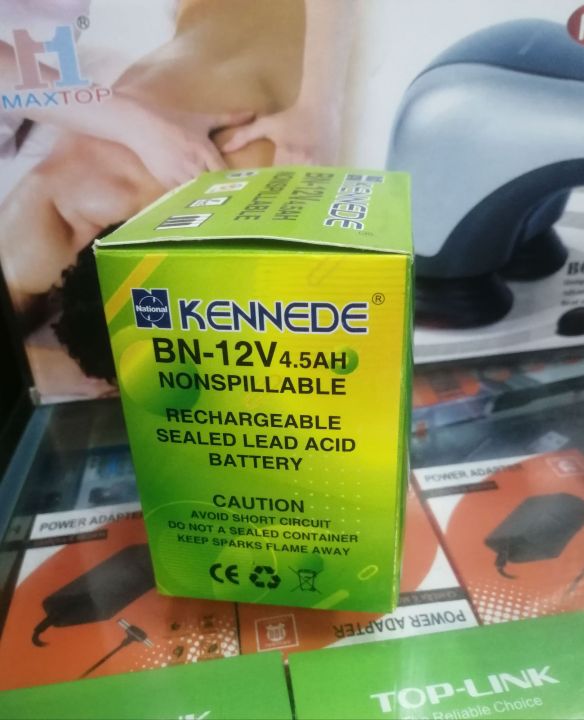 ®
MAXTOP
KENNEDE
BN-12V 4.5AH
NONSPILLABLE
National
KENNEDE®
BN-12V 4.5AH
NONSPILLABLE
RECHARGEABLE
SEALED LEAD ACID
BATTERY
CAUTION
AVOID SHORT CIRCUIT
DO NOT A SEALED CONTAINER
KEEP SPARKS FLAME AWAY
CE
POWER ADAPTER
POWER ADAPTER
POWER ADAPTER
TOP-LINK
The Reliable Choice